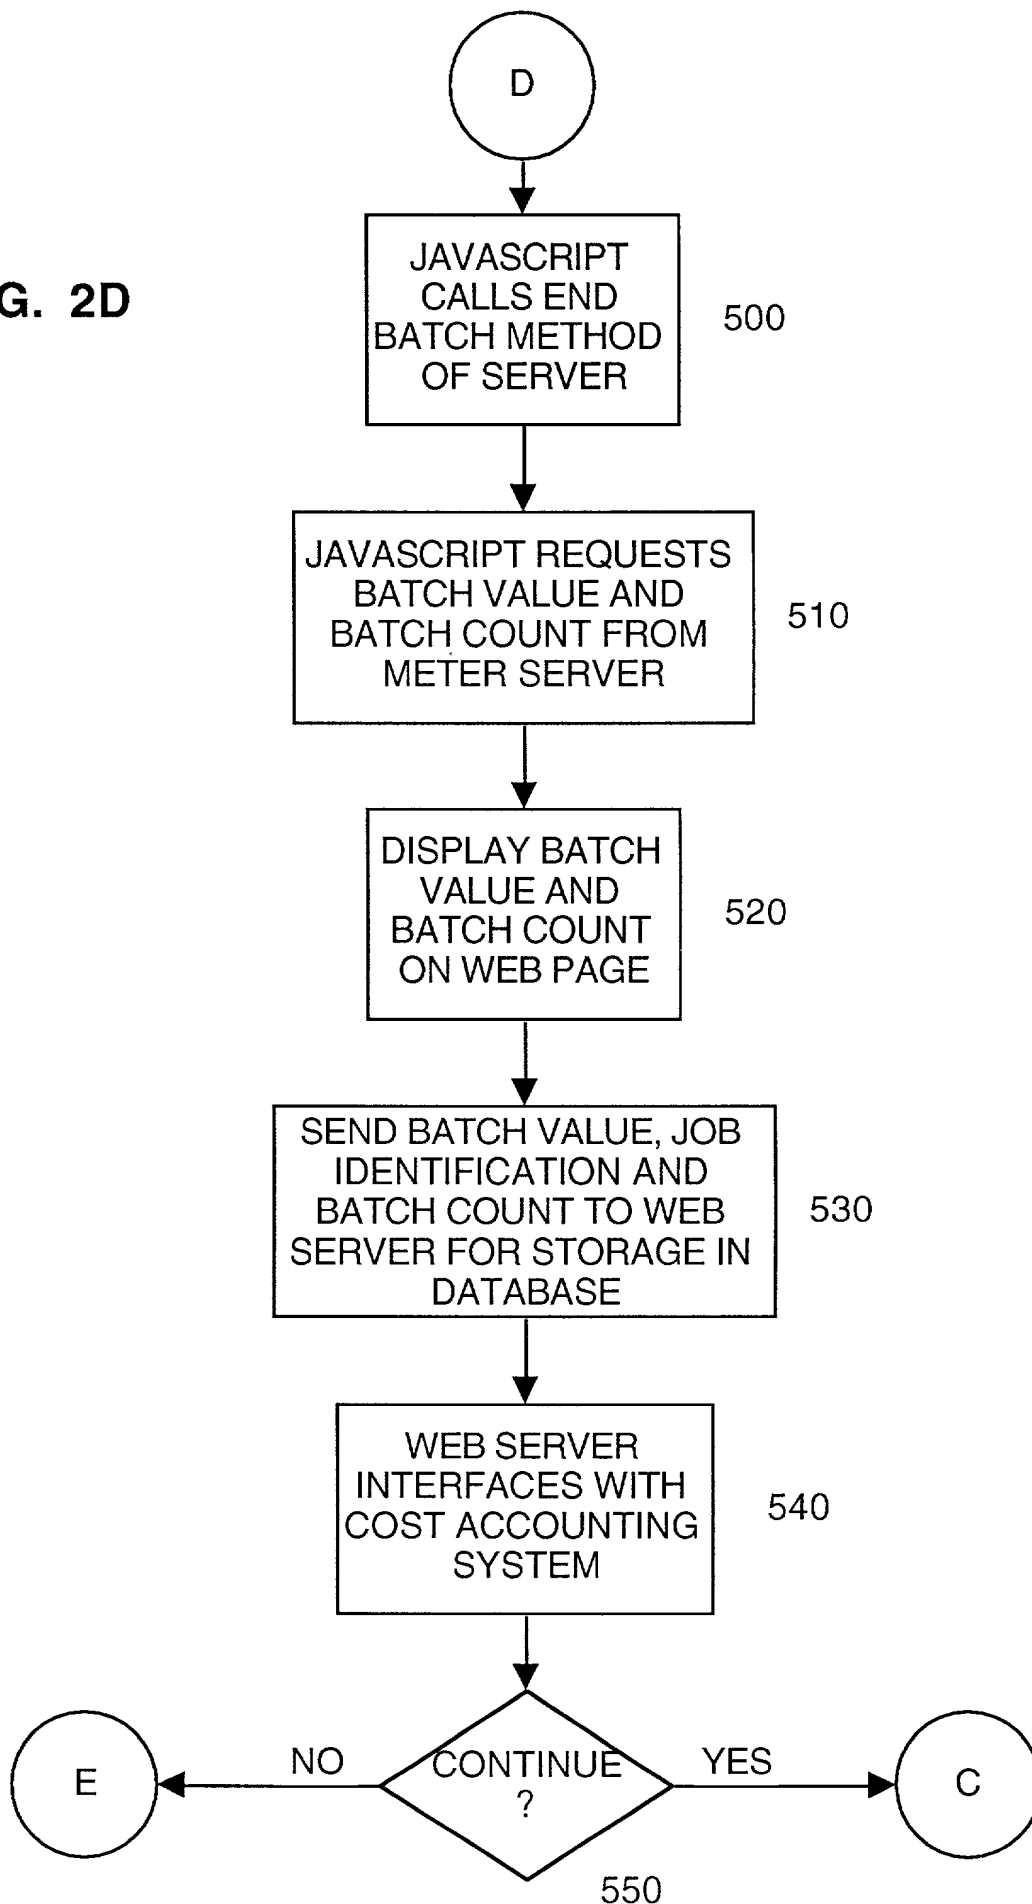 D
JAVASCRIPT
CALLS END
BATCH METHOD
OF SERVER
500
G. 2D
JAVASCRIPT REQUESTS
BATCH VALUE AND
BATCH COUNT FROM
METER SERVER
510
DISPLAY BATCH
VALUE AND
BATCH COUNT
ON WEB PAGE
520
SEND BATCH VALUE, JOB
IDENTIFICATION AND
BATCH COUNT TO WEB
SERVER FOR STORAGE IN
DATABASE
530
WEB SERVER
INTERFACES WITH
COST ACCOUNTING
SYSTEM
540
E
NO
CONTINUE
?
YES
C
550